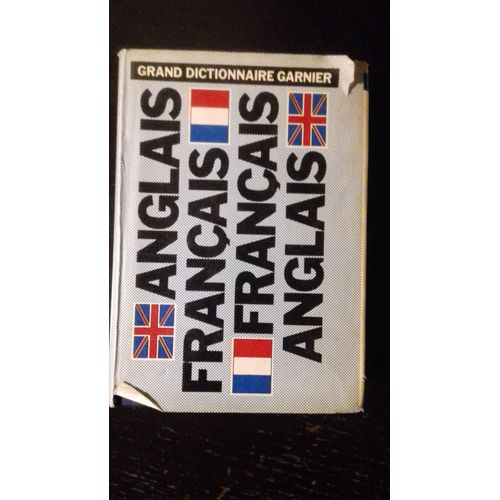 GRAND DICTIONNAIRE GARNIER
ANGLAIS
FRANÇAIS
FRANÇAIS
ANGLAIS